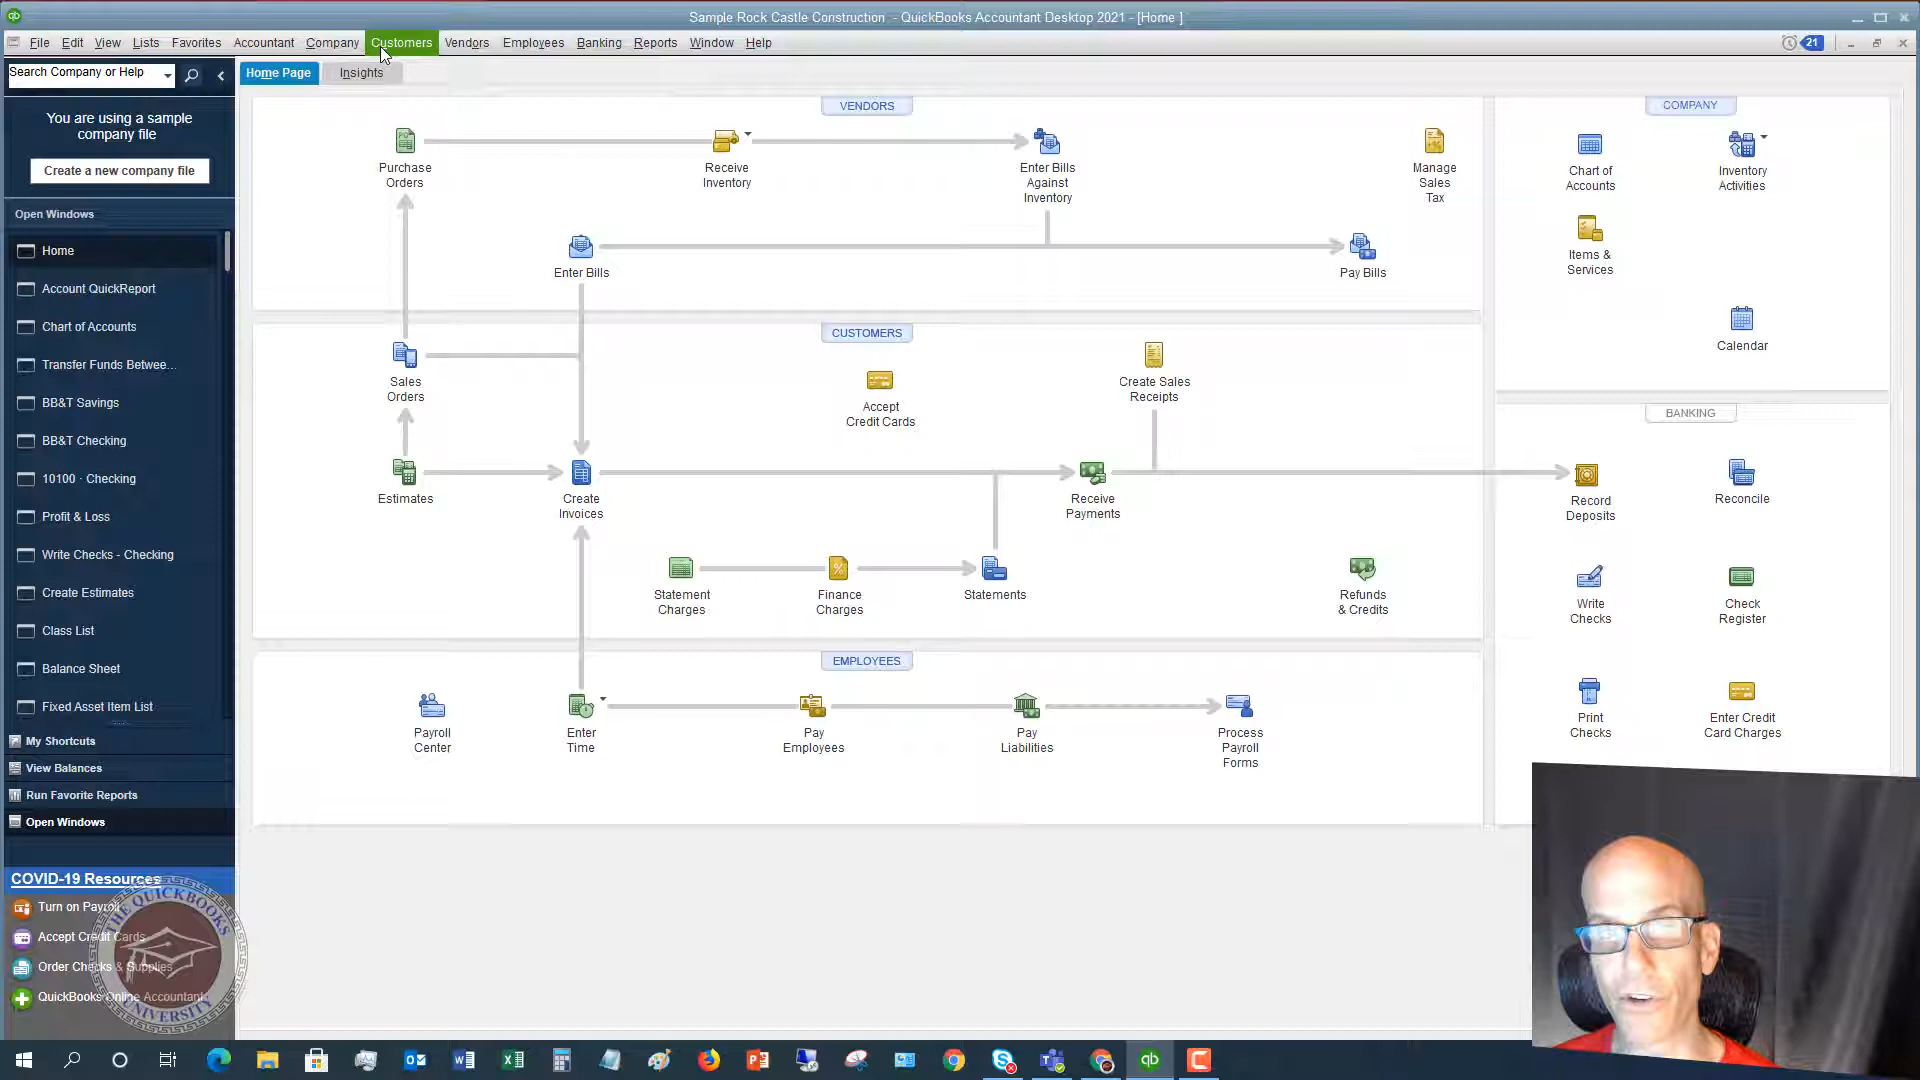 Sample Rock Castle Construction - QuickBooks Accountant Desktop 2021 - [Home ]
File Edit View Lists Favorites Accountant Company Customers Vendors Employees Banking Reports Window Help
21
Search Company or Help
Home Page Insights
You are using a sample
company file
Create a new company file
Open Windows
Home
Account QuickReport
Chart of Accounts
Transfer Funds Betwee...
BB&T Savings
BB&T Checking
10100 · Checking
Profit & Loss
Write Checks - Checking
Create Estimates
Class List
Balance Sheet
Fixed Asset Item List
My Shortcuts
View Balances
Run Favorite Reports
Open Windows
COVID-19 Resources
Turn on Payroll
Accept Credit Cards
Order Checks & Supplies
QuickBooks Online Accountant
THE QUICKBOOKS
UNIVERSITY
VENDORS
Purchase
Orders
Receive
Inventory
Enter Bills
Against
Inventory
Manage
Sales
Tax
Enter Bills
Pay Bills
CUSTOMERS
Sales
Orders
Accept
Credit Cards
Create Sales
Receipts
Estimates
Create
Invoices
Receive
Payments
Statement
Charges
Finance
Charges
Statements
Refunds
& Credits
EMPLOYEES
Payroll
Center
Enter
Time
Pay
Employees
Pay
Liabilities
Process
Payroll
Forms
COMPANY
Chart of
Accounts
Inventory
Activities
Items &
Services
Calendar
BANKING
Record
Deposits
Reconcile
Write
Checks
Check
Register
Print
Checks
Enter Credit
Card Charges